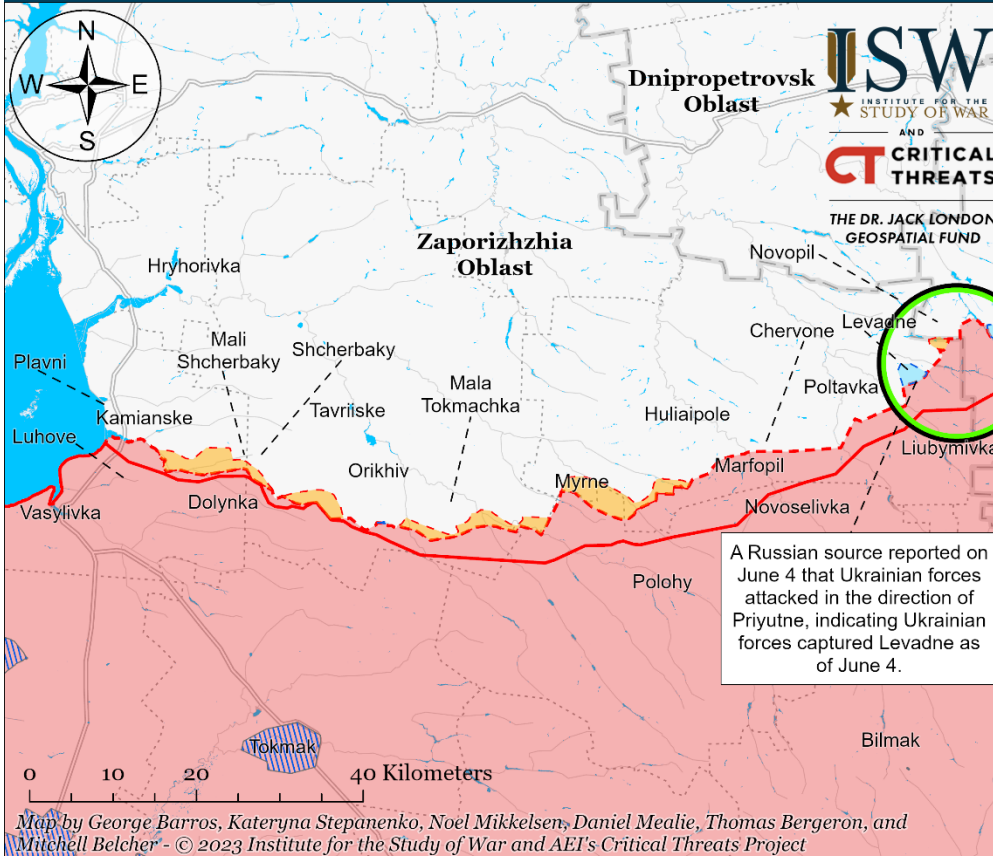 N
W
E
S
ISW
INSTITUTE FOR THE
STUDY OF WAR
AND
CT CRITICAL
THREATS
THE DR. JACK LONDON
GEOSPATIAL FUND
Dnipropetrovsk
Oblast
Zaporizhzhia
Oblast
Novopil
Hryhorivka
Levadne
Chervone
Mali
Shcherbaky
Shcherbaky
Plavni
Mala
Tokmachka
Poltavka
Kamianske
Tavriiske
Huliaipole
Luhove
Liubymivka
Orikhiv
Marfopil
Myrne
Dolynka
Novoselivka
Vasylivka
Polohy
A Russian source reported on
June 4 that Ukrainian forces
attacked in the direction of
Priyutne, indicating Ukrainian
forces captured Levadne as
of June 4.
Tokmak
Bilmak
0 10 20 40 Kilometers
Map by George Barros, Kateryna Stepanenko, Noel Mikkelsen, Daniel Mealie, Thomas Bergeron, and
Mitchell Belcher - © 2023 Institute for the Study of War and AEI's Critical Threats Project